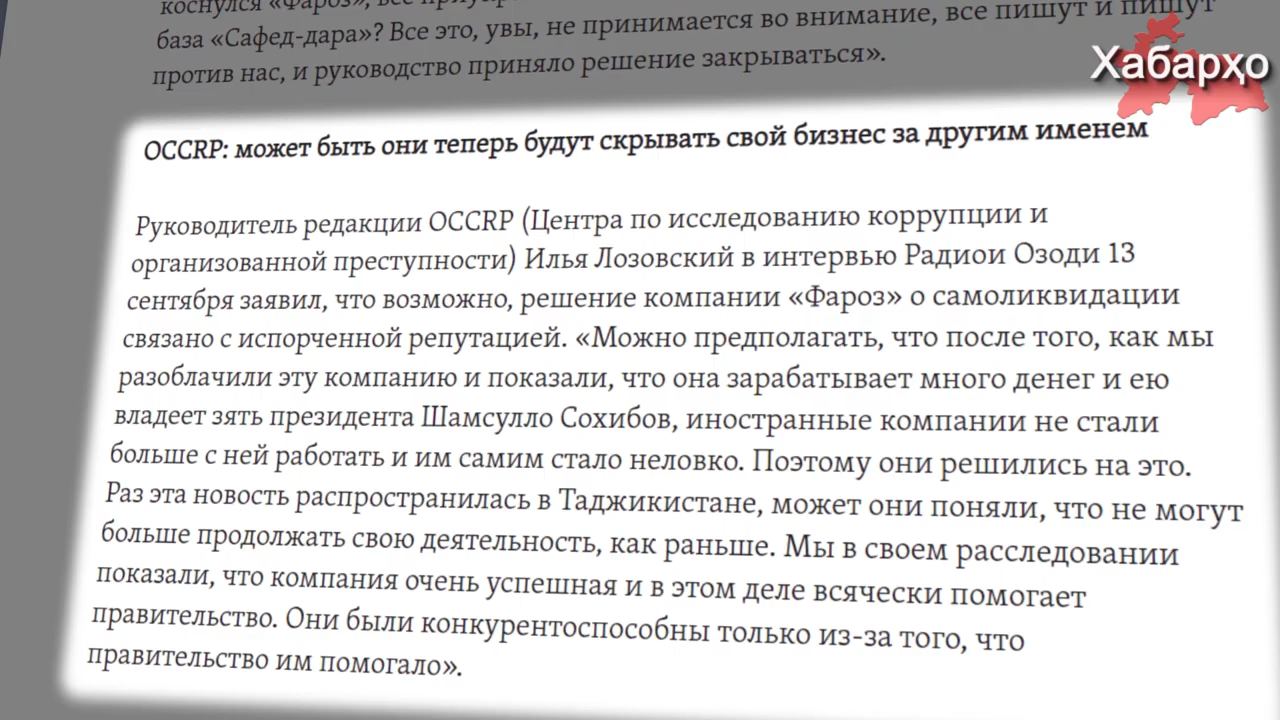 коснулся «Фароз», все
база «Сафед-дара»? Все это, увы, не принимается во внимание, все пишут и пишут
против нас, и руководство приняло решение закрываться».
Хабарҳо
OCCRP: может быть они теперь будут скрывать свой бизнес за другим именем
Руководитель редакции OCCRP (Центра по исследованию коррупции и
организованной преступности) Илья Лозовский в интервью Радиои Озоди 13
сентября заявил, что возможно, решение компании «Фароз» о самоликвидации
связано с испорченной репутацией. «Можно предполагать, что после того, как мы
разоблачили эту компанию и показали, что она зарабатывает много денег и ею
владеет зять президента Шамсулло Сохибов, иностранные компании не стали
больше с ней работать и им самим стало неловко. Поэтому они решились на это.
Раз эта новость распространилась в Таджикистане, может они поняли, что не могут
больше продолжать свою деятельность, как раньше. Мы в своем расследовании
показали, что компания очень успешная и в этом деле всячески помогает
правительство. Они были конкурентоспособны только из-за того, что
правительство им помогало».